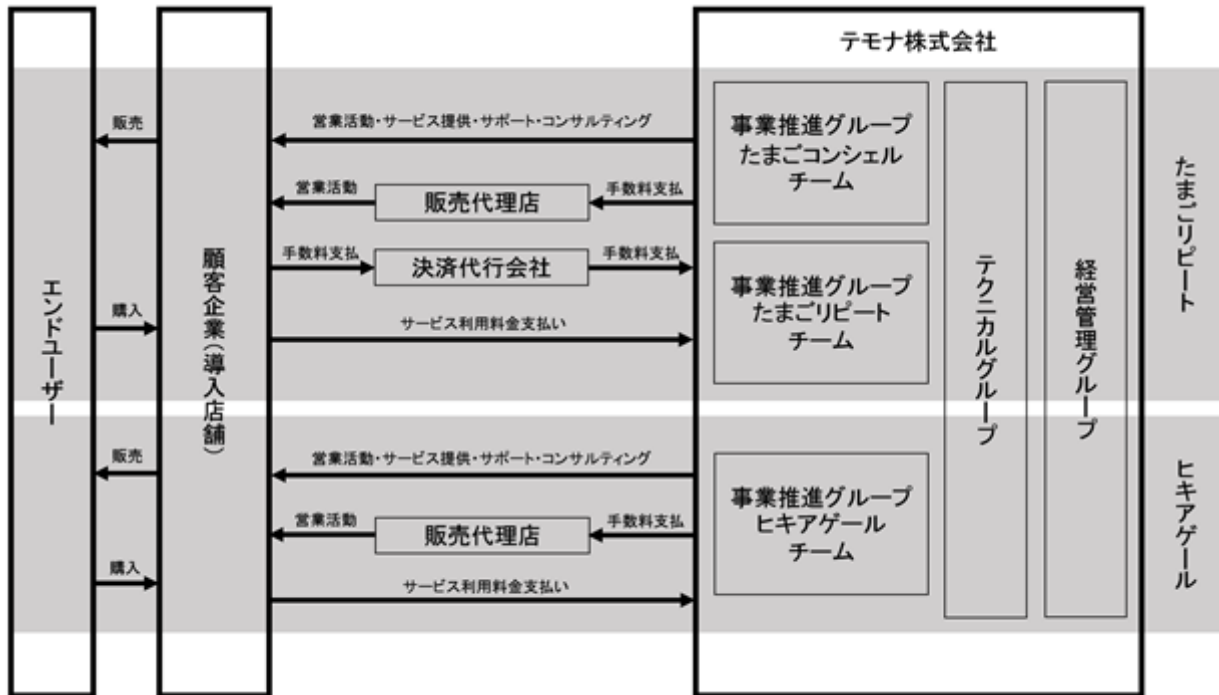 テモナ株式会社
エンドユーザー
顧客企業(導入店舗)
販売
営業活動・サービス提供・サポート・コンサルティング
事業推進グループ
たまごコンシェル
チーム
営業活動
販売代理店
手数料支払
手数料支払
決済代行会社
手数料支払
事業推進グループ
たまごリピート
チーム
購入
サービス利用料金支払い
テクニカルグループ
経営管理グループ
たまごリピート
販売
営業活動・サービス提供・サポート・コンサルティング
事業推進グループ
ヒキアゲール
チーム
営業活動
販売代理店
手数料支払
購入
サービス利用料金支払い
ヒキアゲール